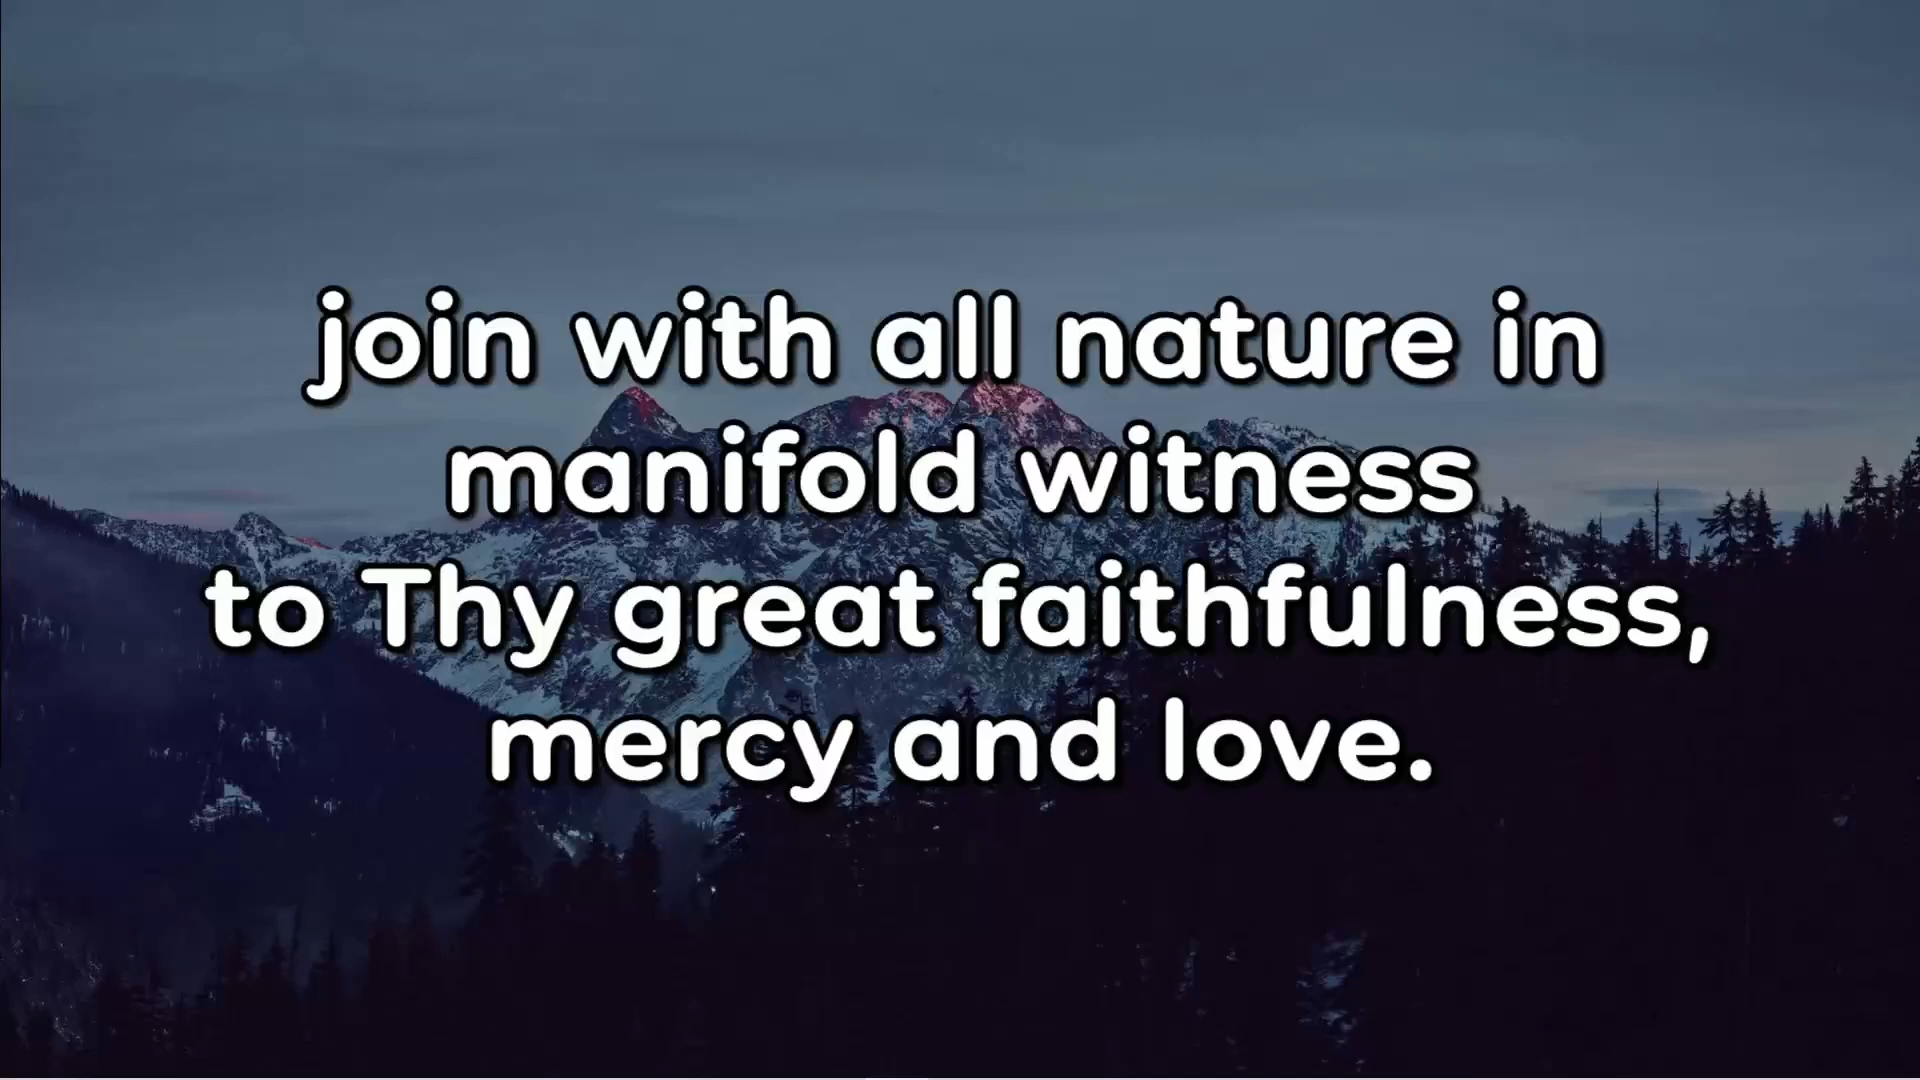 join with all nature in
manifold witness
to Thy great faithfulness,
mercy and love.